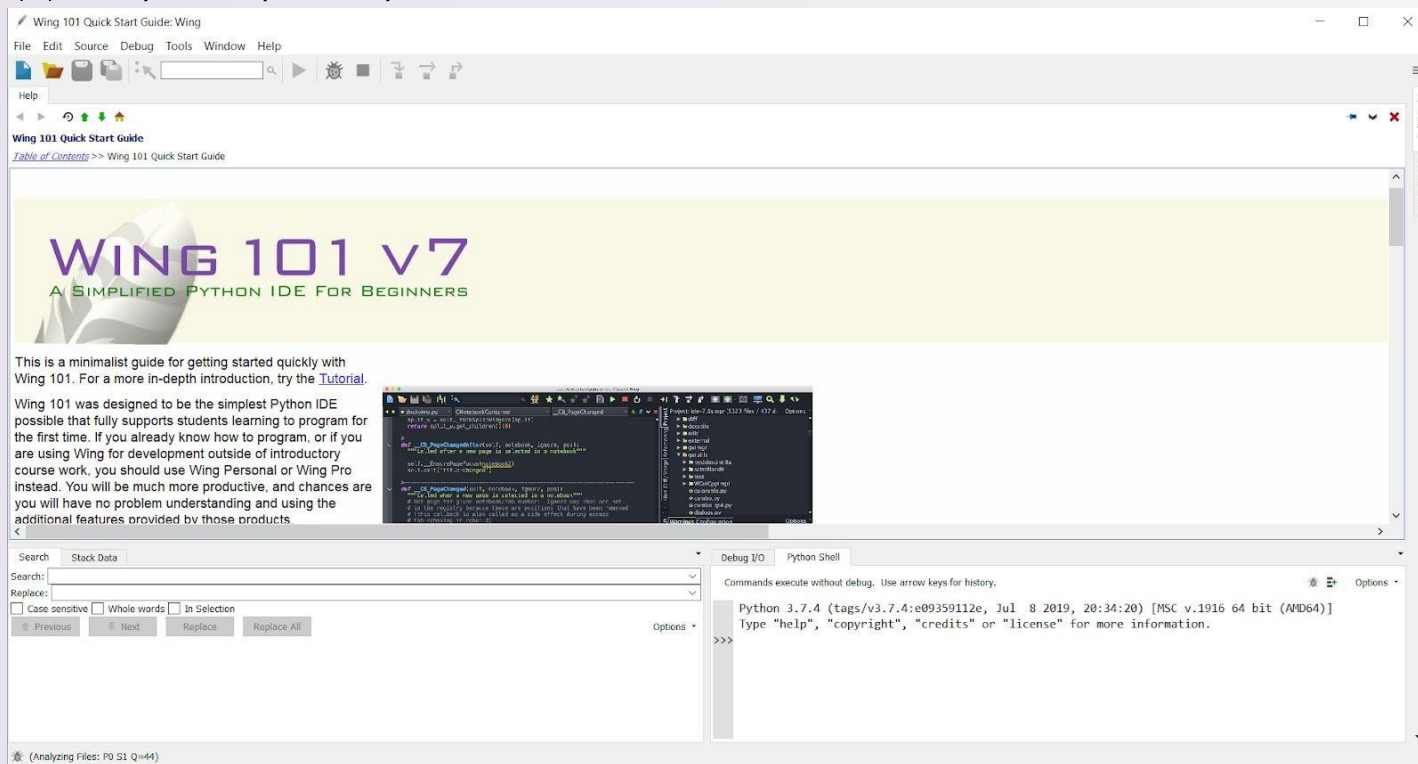 Wing 101 Quick Start Guide: Wing
File Edit Source Debug Tools Window Help
Help
Wing 101 Quick Start Guide
Table of Contents >> Wing 101 Quick Start Guide
WING 101 V7
A SIMPLIFIED PYTHON IDE FOR BEGINNERS
This is a minimalist guide for getting started quickly with
Wing 101. For a more in-depth introduction, try the Tutorial.
Wing 101 was designed to be the simplest Python IDE
possible that fully supports students learning to program for
the first time. If you already know how to program, or if you
are using Wing for development outside of introductory
course work, you should use Wing Personal or Wing Pro
instead. You will be much more productive, and chances are
you will have no problem understanding and using the
additional features provided by those products.
Search Stack Data
Search:
Replace:
Case sensitive Whole words In Selection
Previous Next Replace Replace All Options
Debug I/O Python Shell
Commands execute without debug. Use arrow keys for history. Options
Python 3.7.4 (tags/v3.7.4:e09359112e, Jul 8 2019, 20:34:20) [MSC v.1916 64 bit (AMD64)]
Type "help", "copyright", "credits" or "license" for more information.
>>>
(Analyzing Files: P0 S1 Q=44)